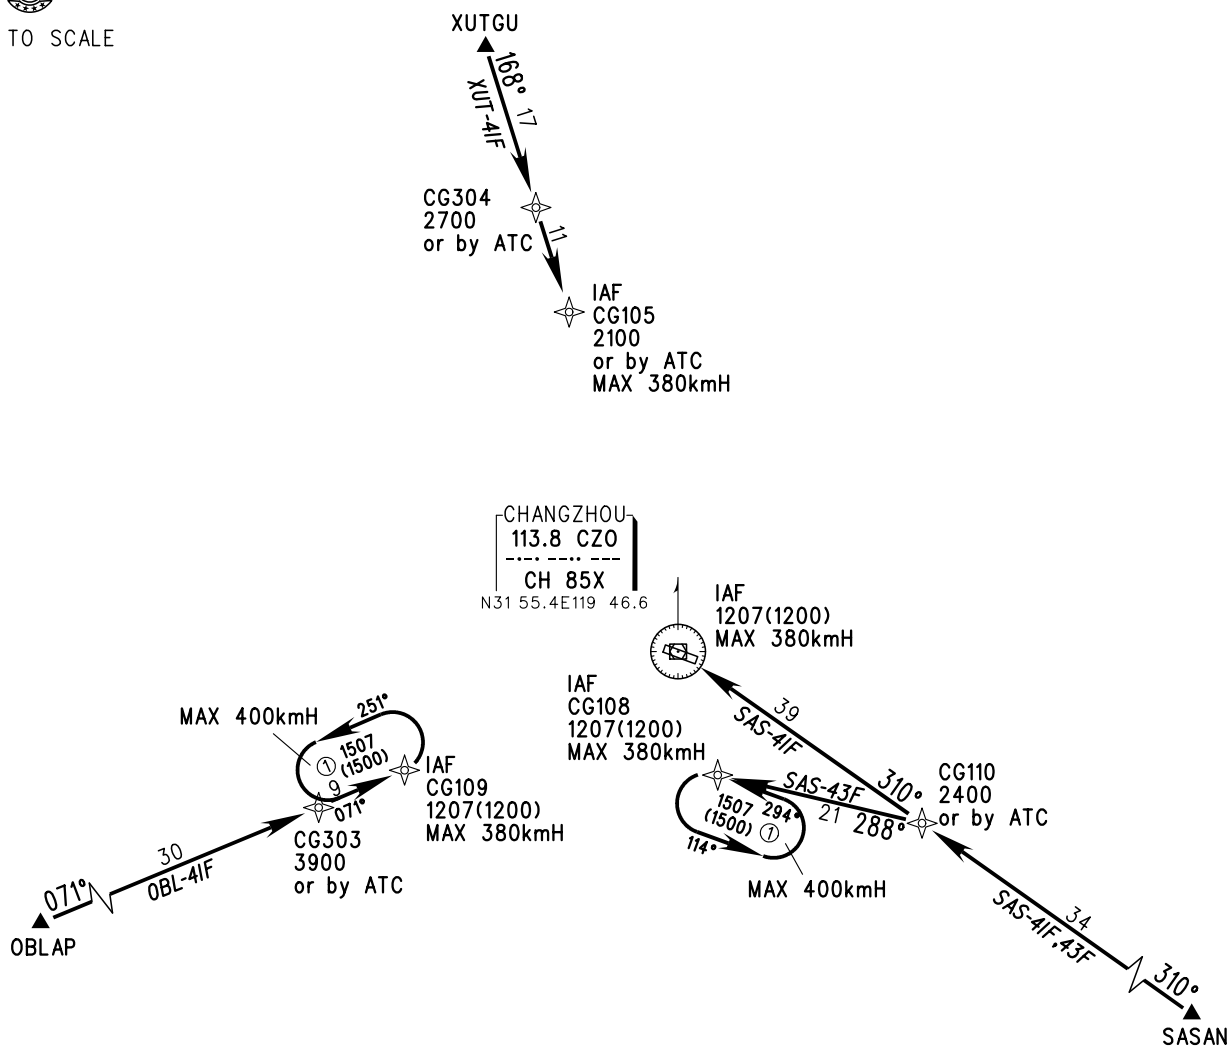 TO SCALE
XUTGU
168°
17
XUT-41F
CG304
2700
or by ATC
11
IAF
CG105
2100
or by ATC
MAX 380kmH
CHANGZHOU
113.8 CZO
-·-· --·· ---
CH 85X
N31 55.4E119 46.6
IAF
1207(1200)
MAX 380kmH
IAF
CG108
1207(1200)
MAX 380kmH
39
SAS-41F
310°
SAS-43F
21
288°
CG110
2400
or by ATC
1507
(1500)
294°
①
114°
MAX 400kmH
34
SAS-41F,43F
310°
SASAN
MAX 400kmH
251°
①
1507
(1500)
9
071°
IAF
CG109
1207(1200)
MAX 380kmH
CG303
3900
or by ATC
30
OBL-41F
071°
OBLAP